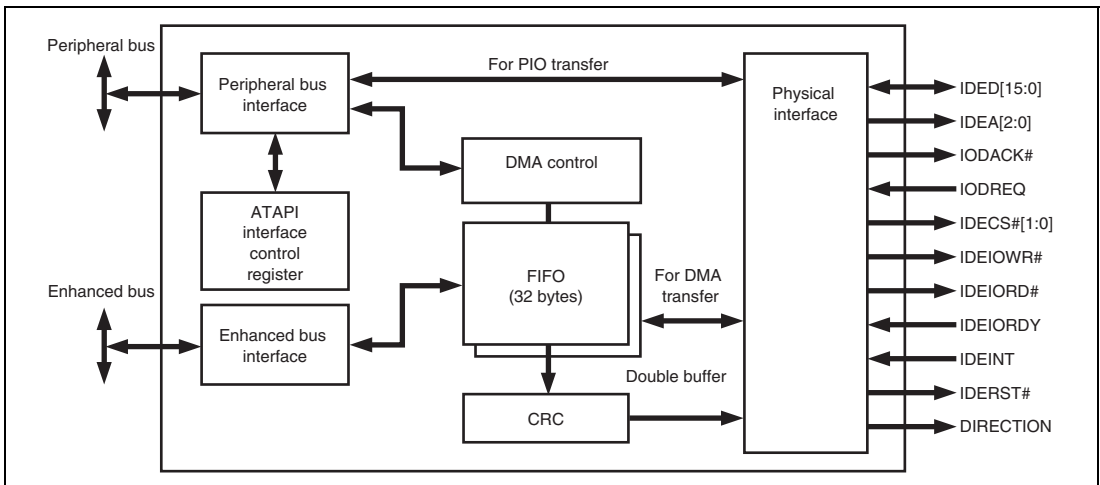 Peripheral bus
Peripheral bus
interface
For PIO transfer
Physical
interface
DMA control
ATAPI
interface
control
register
FIFO
(32 bytes)
For DMA
transfer
Enhanced bus
Enhanced bus
interface
Double buffer
CRC
IDED[15:0]
IDEA[2:0]
IODACK#
IODREQ
IDECS#[1:0]
IDEIOWR#
IDEIORD#
IDEIORDY
IDEINT
IDERST#
DIRECTION